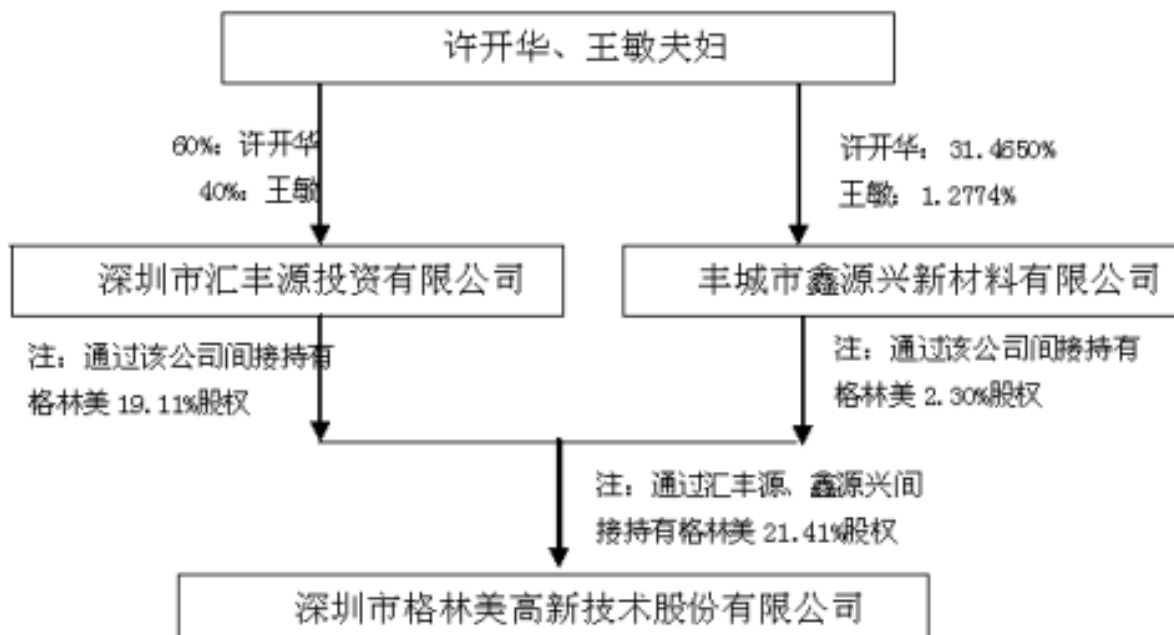 许开华、王敏夫妇
60%：许开华
40%：王敏
许开华：31.4650%
王敏：1.2774%
深圳市汇丰源投资有限公司
丰城市鑫源兴新材料有限公司
注：通过该公司间接持有
格林美 19.11%股权
注：通过该公司间接持有
格林美 2.30%股权
注：通过汇丰源、鑫源兴间
接持有格林美 21.41%股权
深圳市格林美高新技术股份有限公司